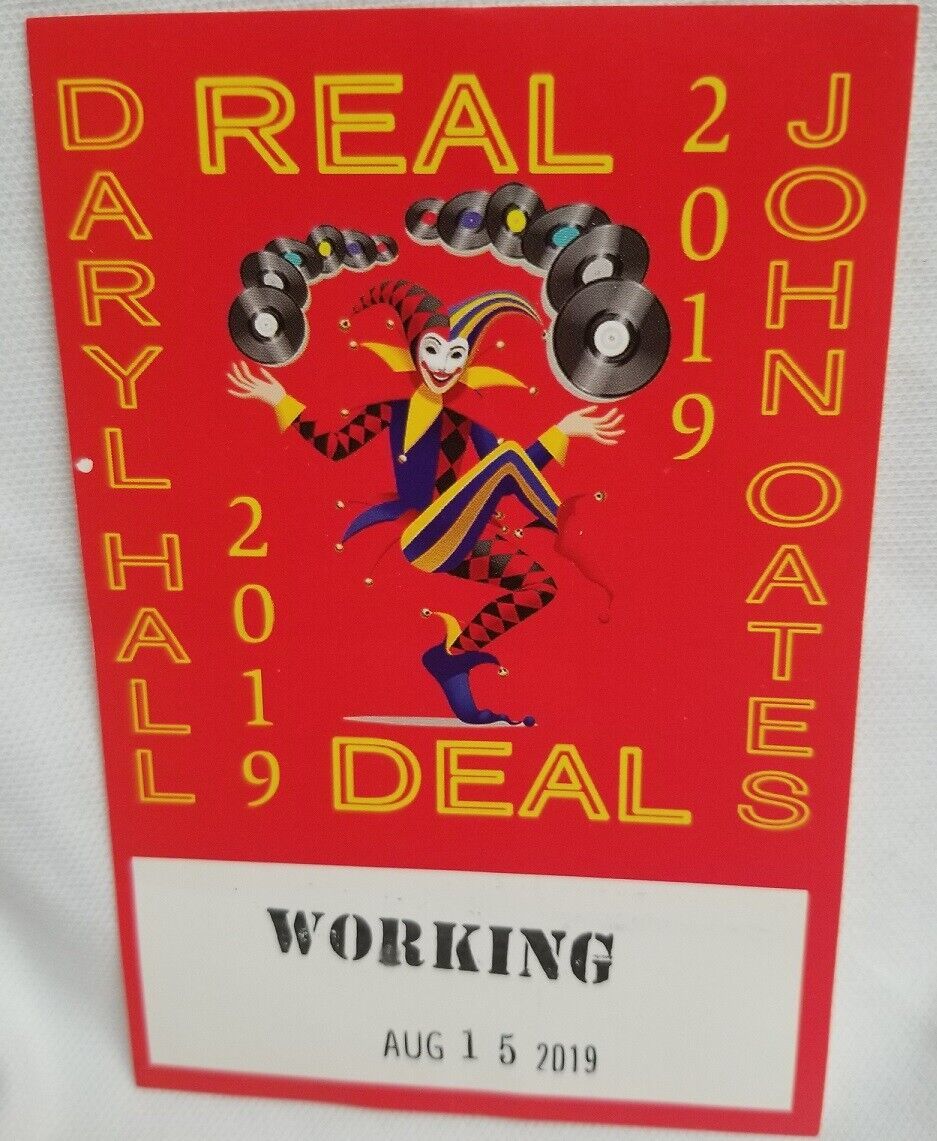 REAL
DARYL HALL
2019
JOHN OATES
2019
DEAL
WORKING
AUG 15 2019